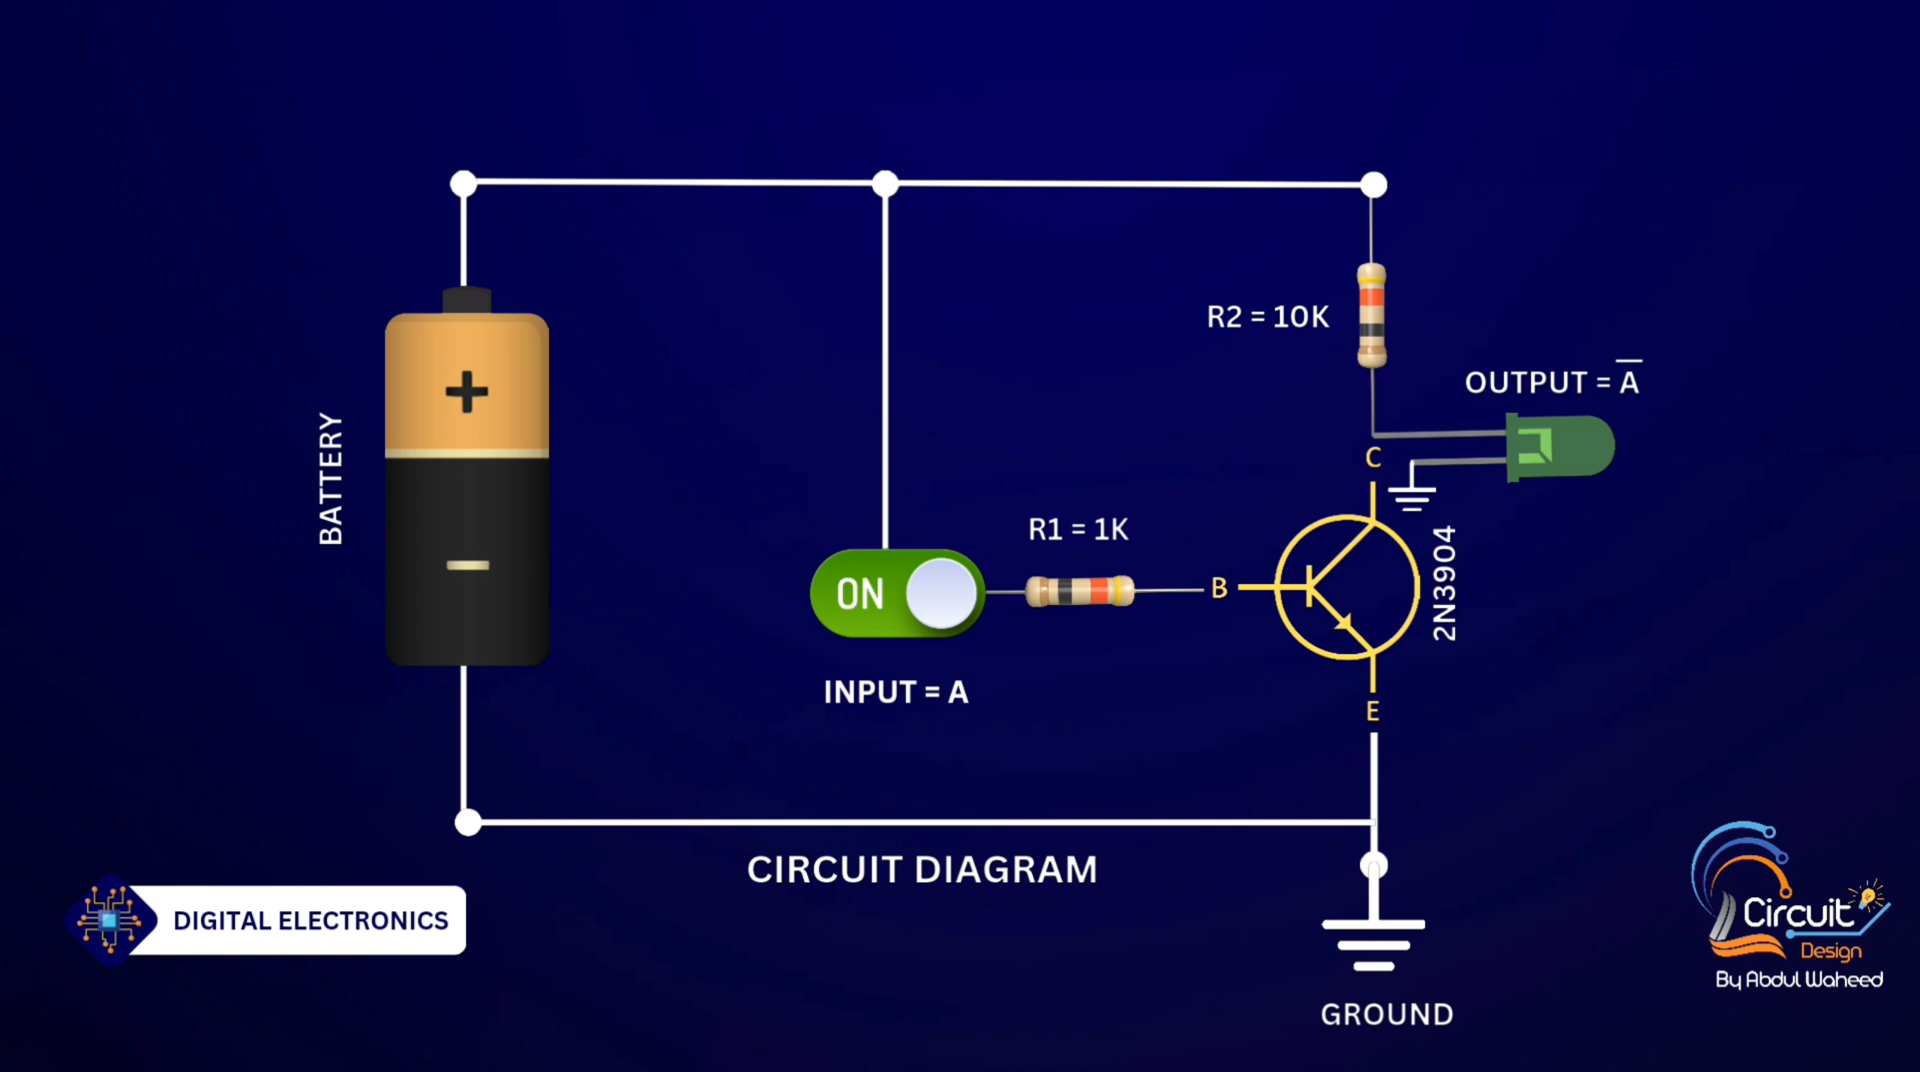 R2 = 10K
OUTPUT = A̅
BATTERY
+
C
R1 = 1K
2N3904
ON
B
−
INPUT = A
E
CIRCUIT DIAGRAM
DIGITAL ELECTRONICS
Circuit
Design
By Abdul Waheed
GROUND